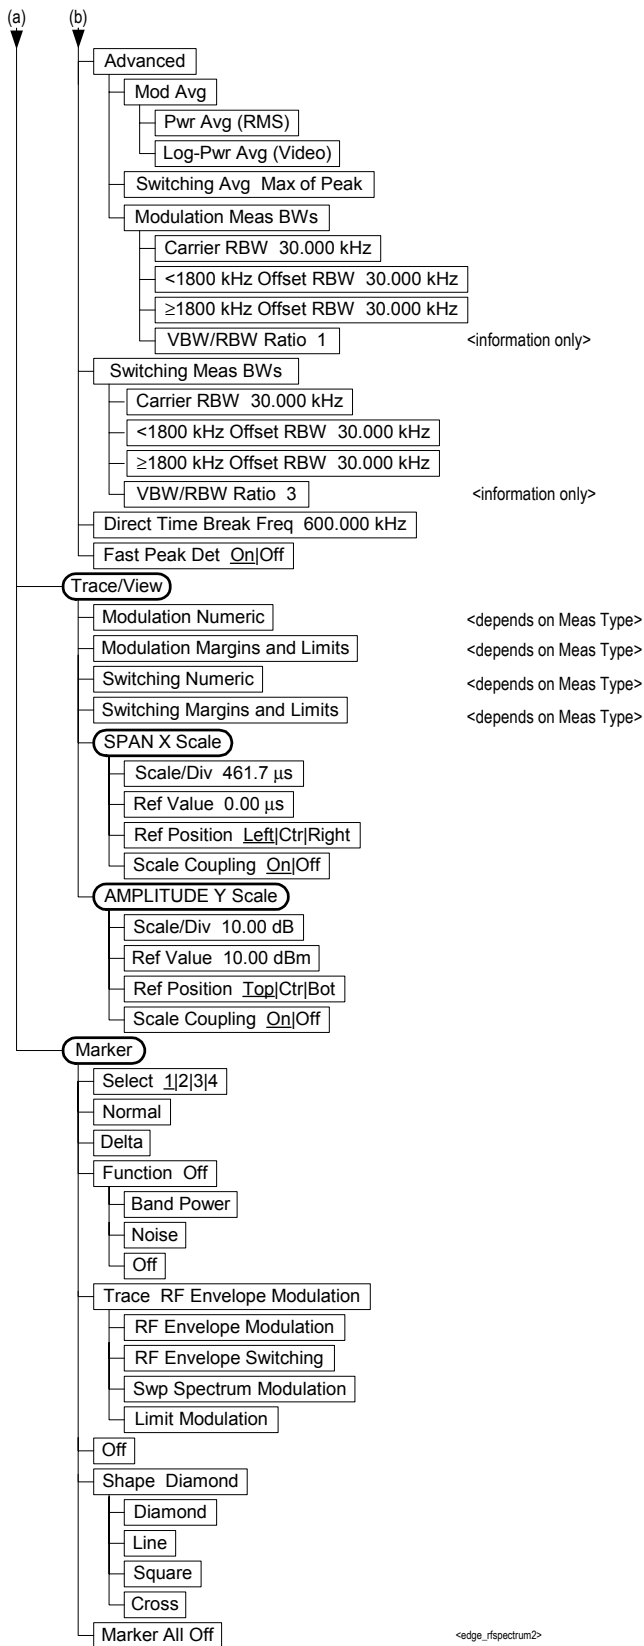 (a) (b)
Advanced
Mod Avg
Pwr Avg (RMS)
Log-Pwr Avg (Video)
Switching Avg Max of Peak
Modulation Meas BWs
Carrier RBW 30.000 kHz
<1800 kHz Offset RBW 30.000 kHz
≥1800 kHz Offset RBW 30.000 kHz
VBW/RBW Ratio 1 <information only>
Switching Meas BWs
Carrier RBW 30.000 kHz
<1800 kHz Offset RBW 30.000 kHz
≥1800 kHz Offset RBW 30.000 kHz
VBW/RBW Ratio 3 <information only>
Direct Time Break Freq 600.000 kHz
Fast Peak Det On|Off
Trace/View
Modulation Numeric <depends on Meas Type>
Modulation Margins and Limits <depends on Meas Type>
Switching Numeric <depends on Meas Type>
Switching Margins and Limits <depends on Meas Type>
SPAN X Scale
Scale/Div 461.7 μs
Ref Value 0.00 μs
Ref Position Left|Ctr|Right
Scale Coupling On|Off
AMPLITUDE Y Scale
Scale/Div 10.00 dB
Ref Value 10.00 dBm
Ref Position Top|Ctr|Bot
Scale Coupling On|Off
Marker
Select 1|2|3|4
Normal
Delta
Function Off
Band Power
Noise
Off
Trace RF Envelope Modulation
RF Envelope Modulation
RF Envelope Switching
Swp Spectrum Modulation
Limit Modulation
Off
Shape Diamond
Diamond
Line
Square
Cross
Marker All Off <edge_rfspectrum2>